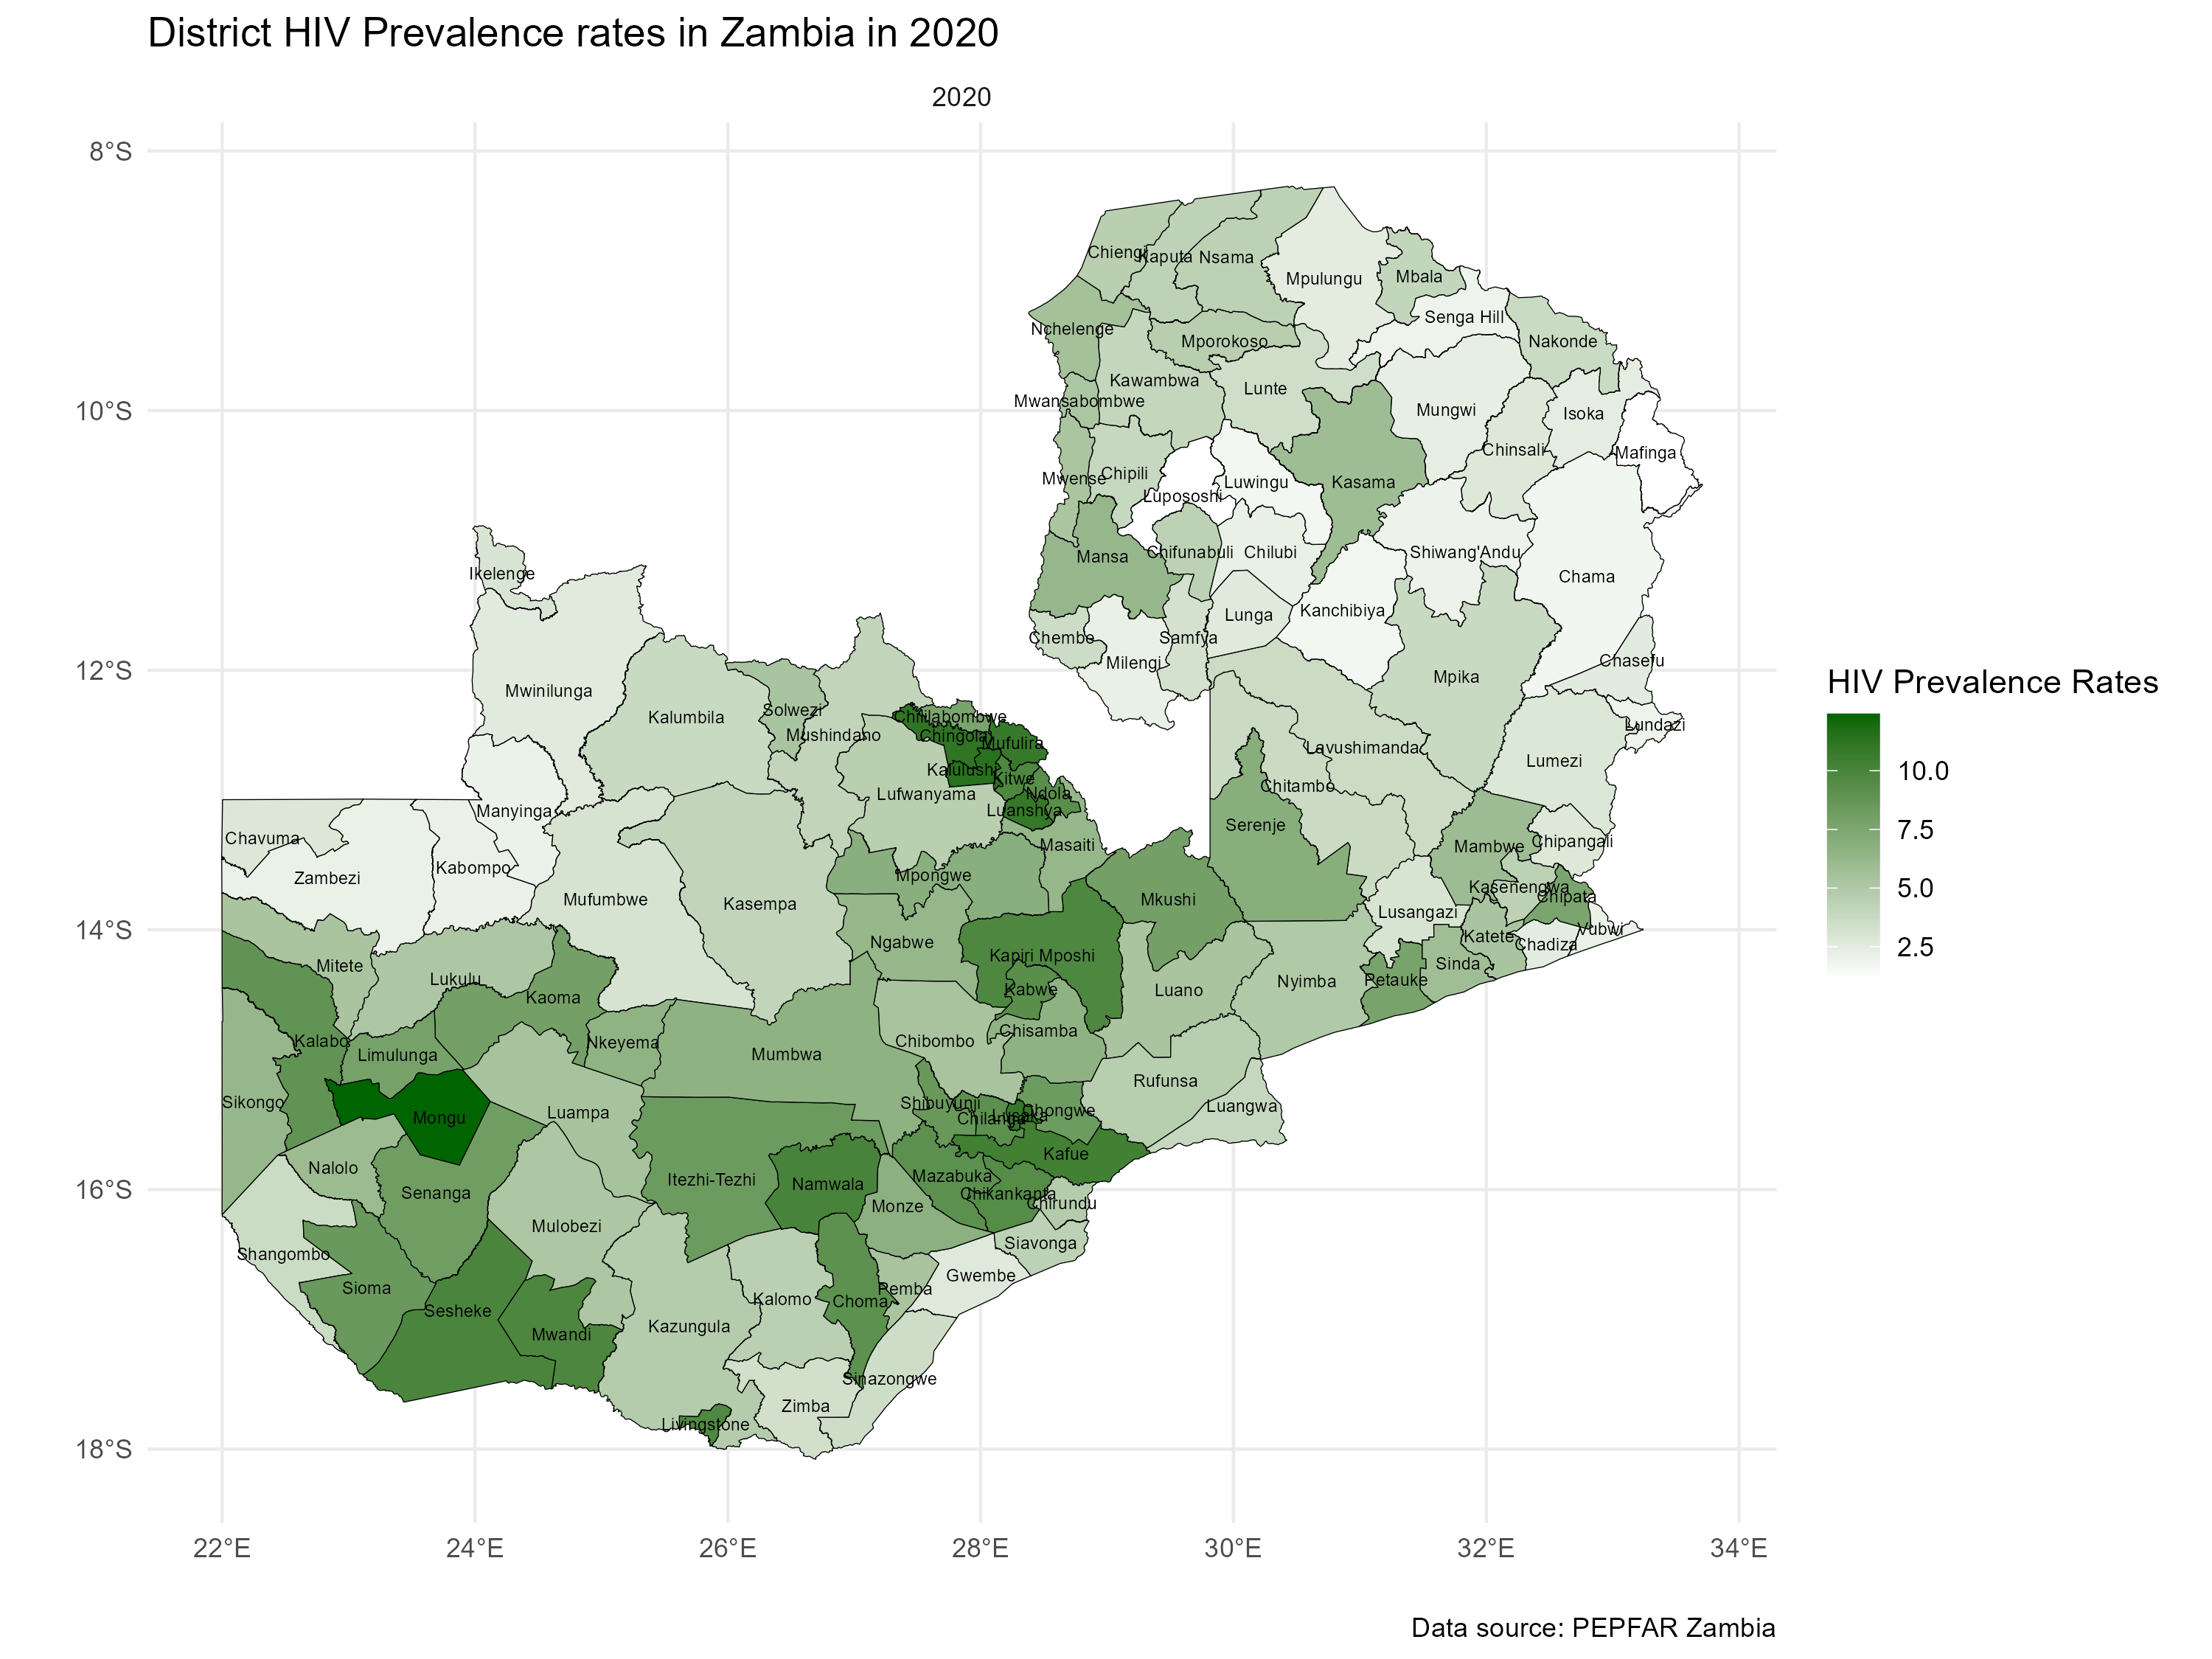 District HIV Prevalence rates in Zambia in 2020
2020
8°S
10°S
12°S
14°S
16°S
18°S
Chiengi
Kaputa
Nsama
Mpulungu
Mbala
Senga Hill
Nchelenge
Mporokoso
Nakonde
Kawambwa
Lunte
Mwansabombwe
Mungwi
Isoka
Chinsali
Mafinga
Mwense
Chipili
Lupososhi
Luwingu
Kasama
Mansa
Chifunabuli
Chilubi
Shiwang'Andu
Chama
Ikelenge
Chembe
Milengi
Samfya
Lunga
Kanchibiya
Chasefu
Mpika
Mwinilunga
Kalumbila
Solwezi
Mushindano
Chililabombwe
Chingola
Mufulira
Kalulushi
Kitwe
Lufwanyama
Ndola
Luanshya
Lavushimanda
Chitambo
Lundazi
Lumezi
Manyinga
Chavuma
Zambezi
Kabompo
Mufumbwe
Kasempa
Masaiti
Mpongwe
Serenje
Mambwe
Chipangali
Kasenengwa
Chipata
Mkushi
Lusangazi
Vubwi
Katete
Chadiza
Ngabwe
Kapiri Mposhi
Sinda
Petauke
Nyimba
Mitete
Lukulu
Kaoma
Kabwe
Luano
Chisamba
Chibombo
Kalabo
Limulunga
Nkeyema
Mumbwa
Rufunsa
Luangwa
Sikongo
Mongu
Luampa
Shibuyunji
Chilanga
Lusaka
Chongwe
Kafue
Nalolo
Senanga
Itezhi-Tezhi
Namwala
Mazabuka
Chikankanta
Chirundu
Monze
Mulobezi
Siavonga
Shangombo
Sioma
Sesheke
Mwandi
Kazungula
Kalomo
Choma
Pemba
Gwembe
Sinazongwe
Zimba
Livingstone
22°E
24°E
26°E
28°E
30°E
32°E
34°E
HIV Prevalence Rates
10.0
7.5
5.0
2.5
Data source: PEPFAR Zambia